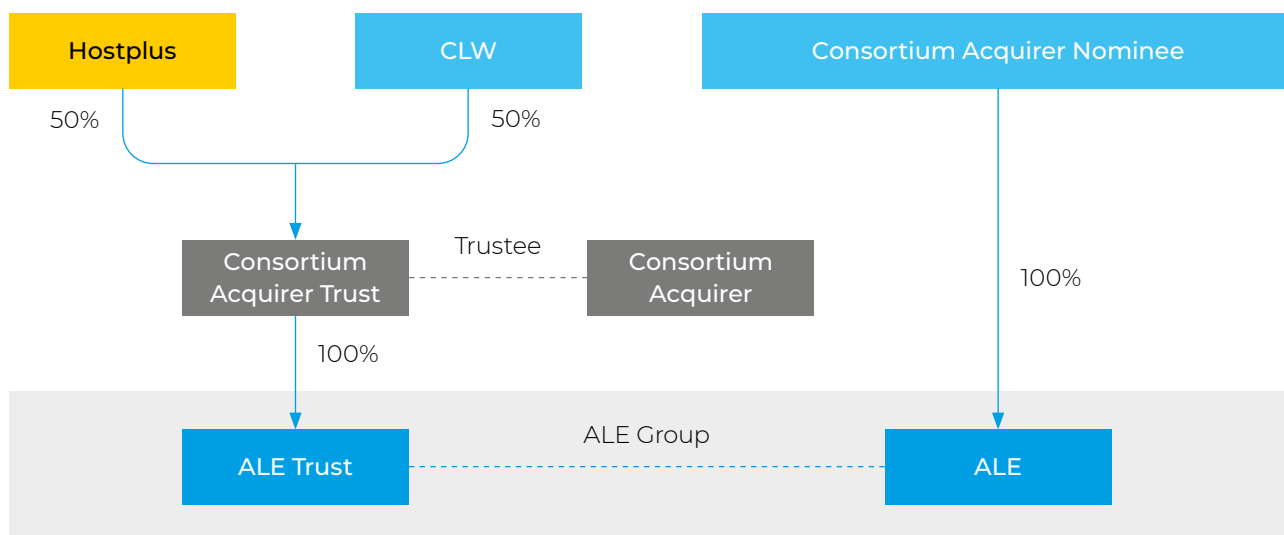 Hostplus
CLW
Consortium Acquirer Nominee
50%
50%
Trustee
Consortium
Acquirer Trust
Consortium
Acquirer
100%
100%
ALE Group
ALE Trust
ALE